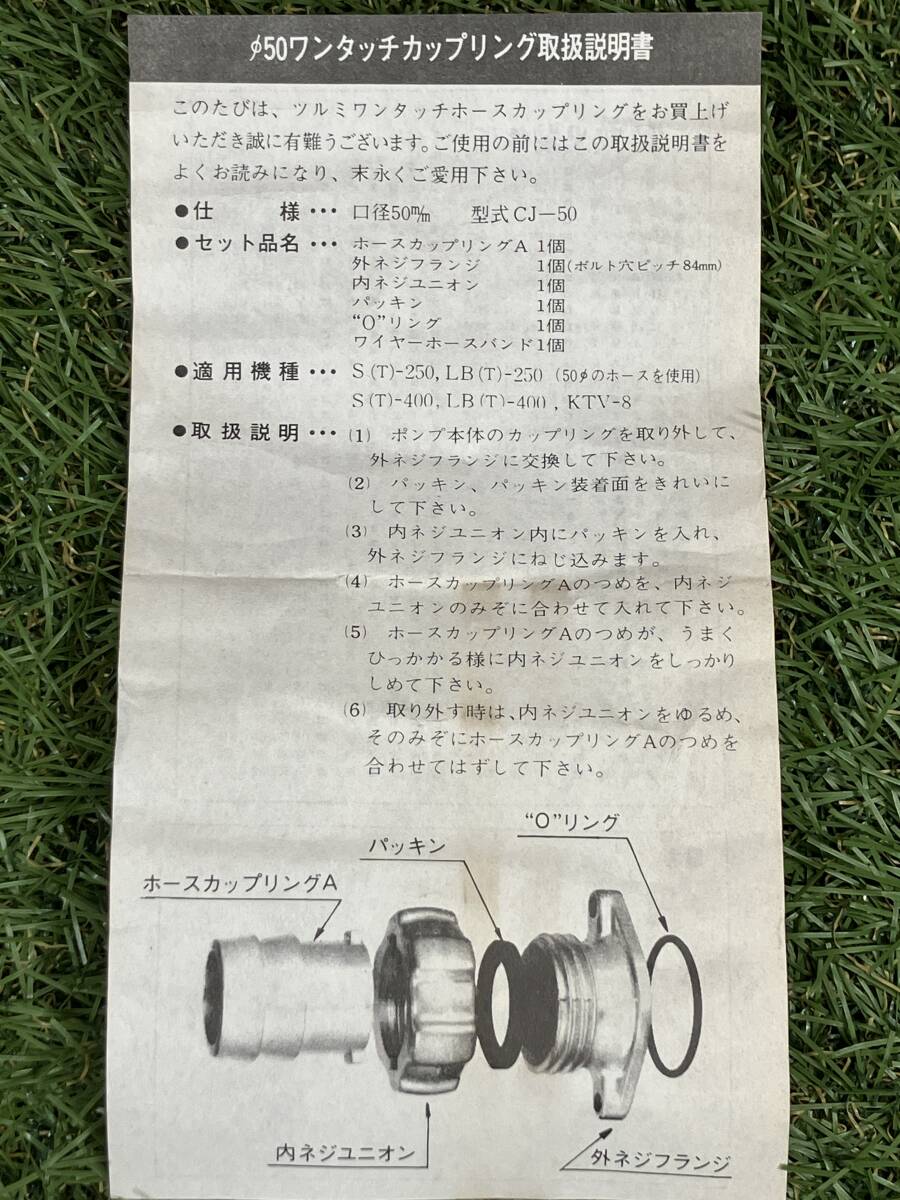 φ50ワンタッチカップリング取扱説明書
このたびは、ツルミワンタッチホースカップリングをお買上げ
いただき誠に有難うございます。ご使用の前にはこの取扱説明書を
よくお読みになり、末永くご愛用下さい。
●仕　　様・・・ 口径50m/m　型式CJ－50
●セット品名・・・ ホースカップリングA 1個
外ネジフランジ 1個(ボルト穴ピッチ84mm)
内ネジユニオン 1個
パッキン 1個
“O”リング 1個
ワイヤーホースバンド 1個
●適用機種・・・ S(T)-250, LB(T)-250 (50φのホースを使用)
S(T)-400, LB(T)-400, KTV-8
●取扱説明・・・ (1) ポンプ本体のカップリングを取り外して、
外ネジフランジに交換して下さい。
(2) パッキン、パッキン装着面をきれいに
して下さい。
(3) 内ネジユニオン内にパッキンを入れ、
外ネジフランジにねじ込みます。
(4) ホースカップリングAのつめを、内ネジ
ユニオンのみぞに合わせて入れて下さい。
(5) ホースカップリングAのつめが、うまく
ひっかかる様に内ネジユニオンをしっかり
しめて下さい。
(6) 取り外す時は、内ネジユニオンをゆるめ、
そのみぞにホースカップリングAのつめを
合わせてはずして下さい。
“O”リング
パッキン
ホースカップリングA
内ネジユニオン
外ネジフランジ